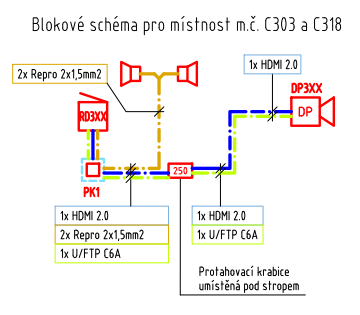 Blokové schéma pro místnost m.č. C303 a C318
1x HDMI 2.0
2x Repro 2x1,5mm2
DP3XX
DP
RD3XX
250
PK1
1x HDMI 2.0
2x Repro 2x1,5mm2
1x U/FTP C6A
1x HDMI 2.0
1x U/FTP C6A
Protahovací krabice
umístěná pod stropem